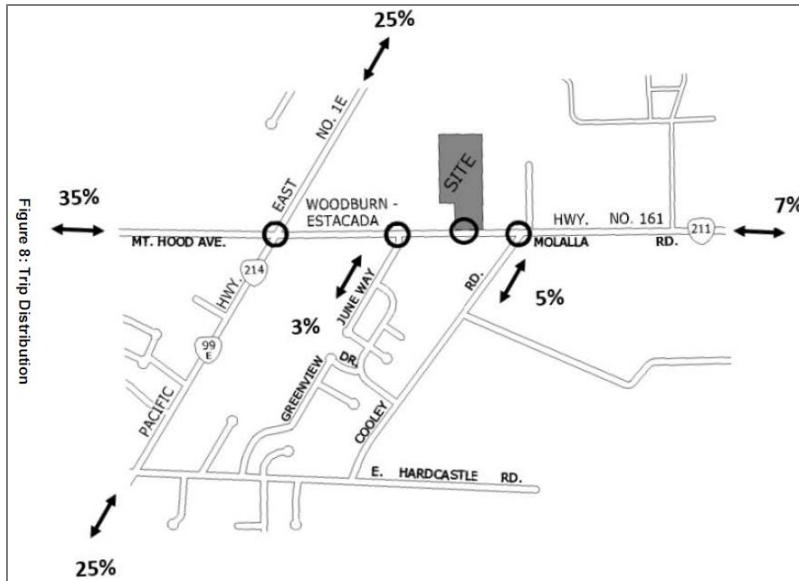 25%
NO. 1E
EAST
SITE
35%
WOODBURN -
ESTACADA
HWY. NO. 161
7%
MT. HOOD AVE.
MOLALLA RD.
211
214
HWY.
JUNE WAY
RD.
5%
3%
99
E
DR.
GREENVIEW
COOLEY
PACIFIC
E. HARDCASTLE RD.
25%
Figure 8: Trip Distribution